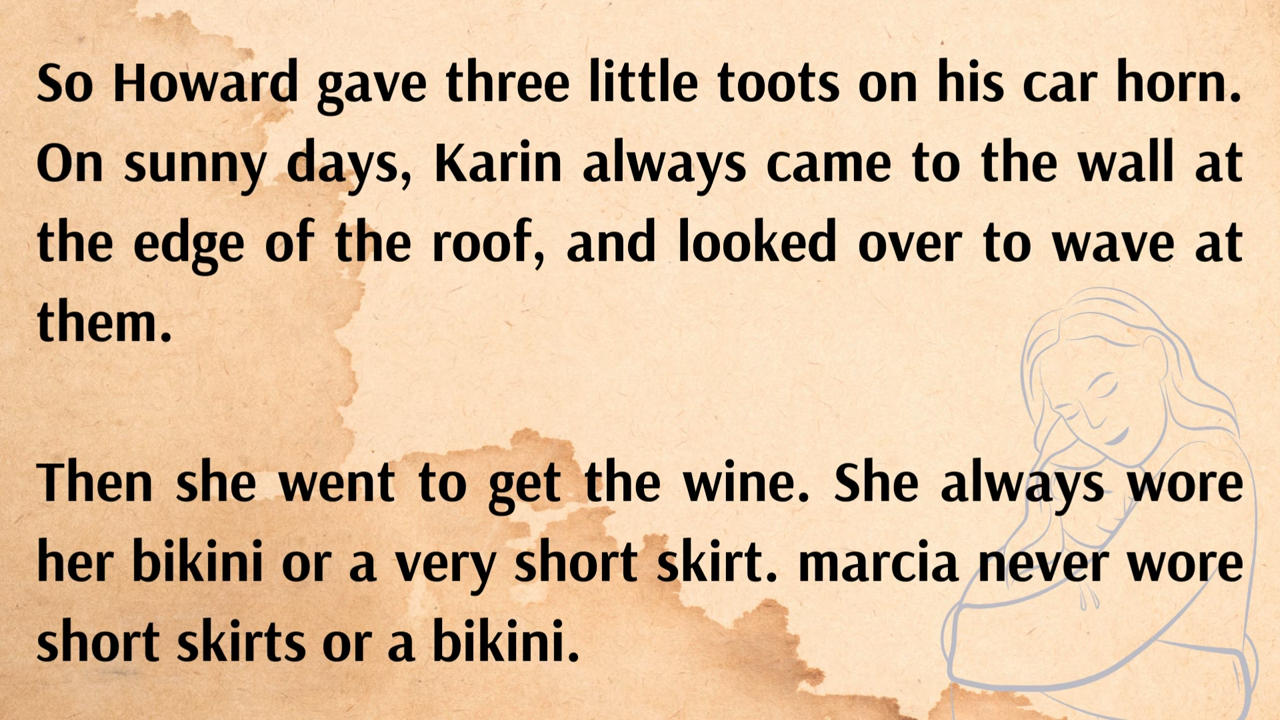 So Howard gave three little toots on his car horn.
On sunny days, Karin always came to the wall at
the edge of the roof, and looked over to wave at
them.
Then she went to get the wine. She always wore
her bikini or a very short skirt. marcia never wore
short skirts or a bikini.